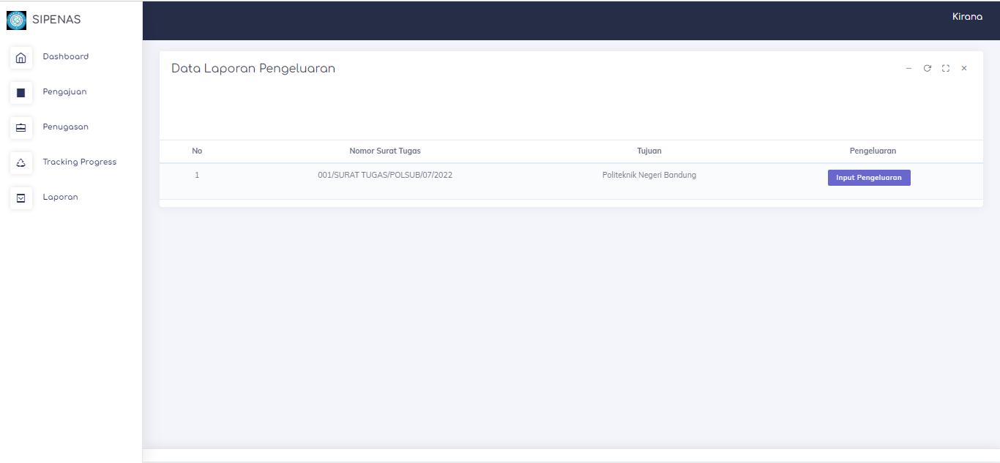 SIPENAS
Kirana
Dashboard
Pengajuan
Penugasan
Tracking Progress
Laporan
Data Laporan Pengeluaran
No Nomor Surat Tugas Tujuan Pengeluaran
1 001/SURAT TUGAS/POLSUB/07/2022 Politeknik Negeri Bandung Input Pengeluaran